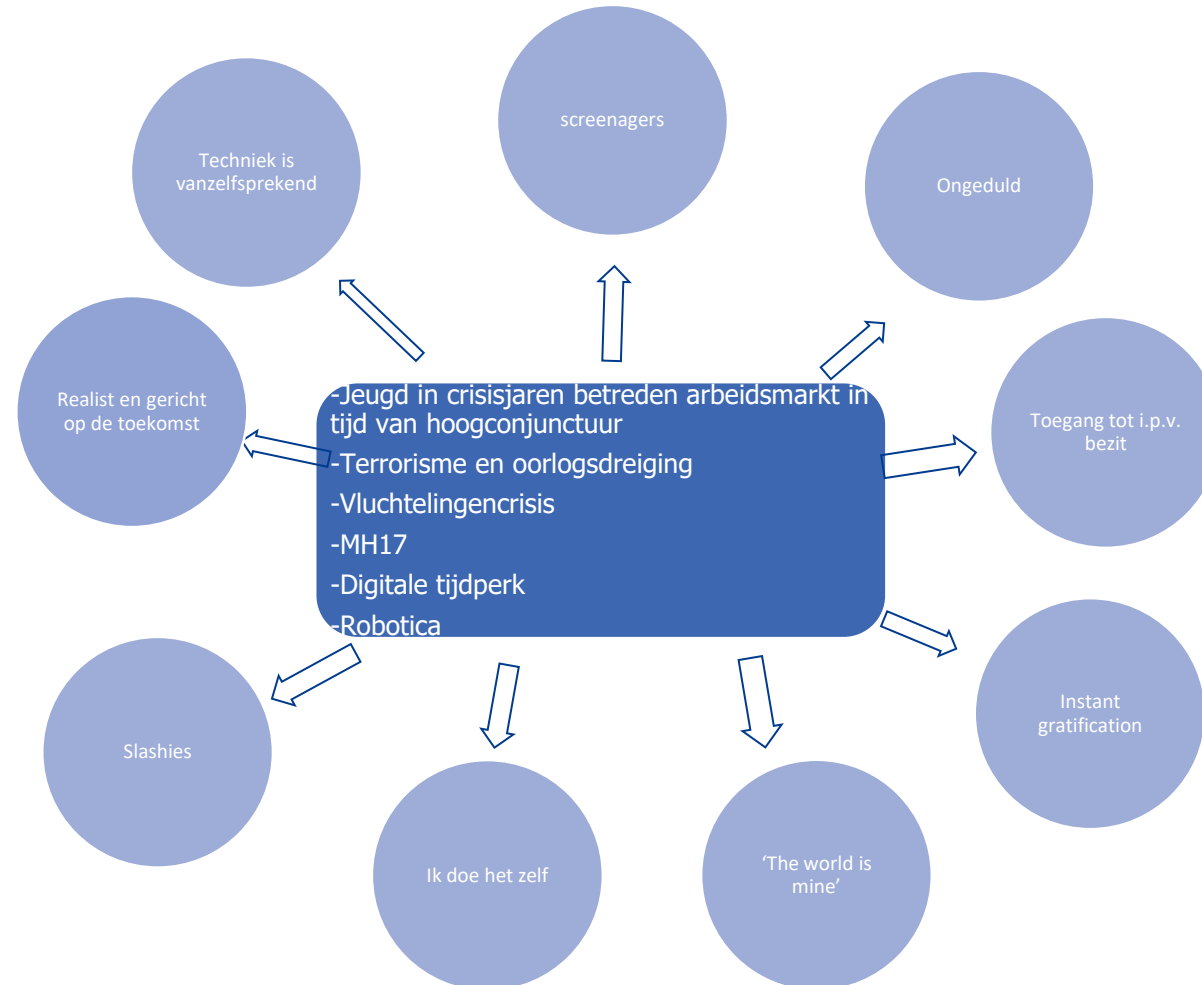 screenagers
Techniek is
vanzelfsprekend
Ongeduld
Realist en gericht
op de toekomst
-Jeugd in crisisjaren betreden arbeidsmarkt in
tijd van hoogconjunctuur
-Terrorisme en oorlogsdreiging
-Vluchtelingencrisis
-MH17
-Digitale tijdperk
-Robotica
Toegang tot i.p.v.
bezit
Instant
gratification
Slashies
Ik doe het zelf
‘The world is
mine’